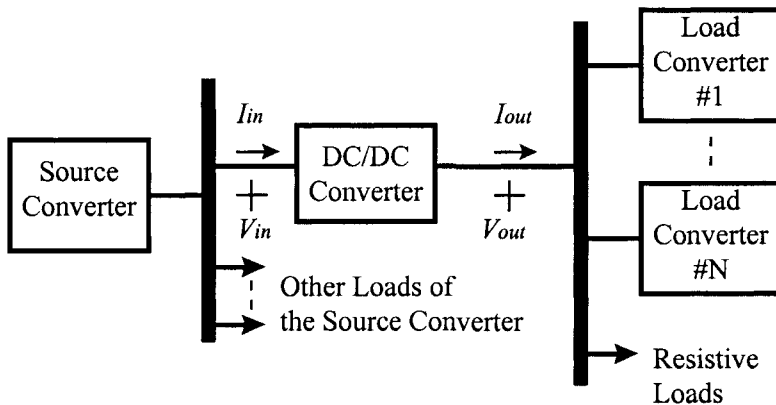 Load
Converter
#1
Iin
Iout
Source
Converter
DC/DC
Converter
Vin
Vout
Load
Converter
#N
Other Loads of
the Source Converter
Resistive
Loads